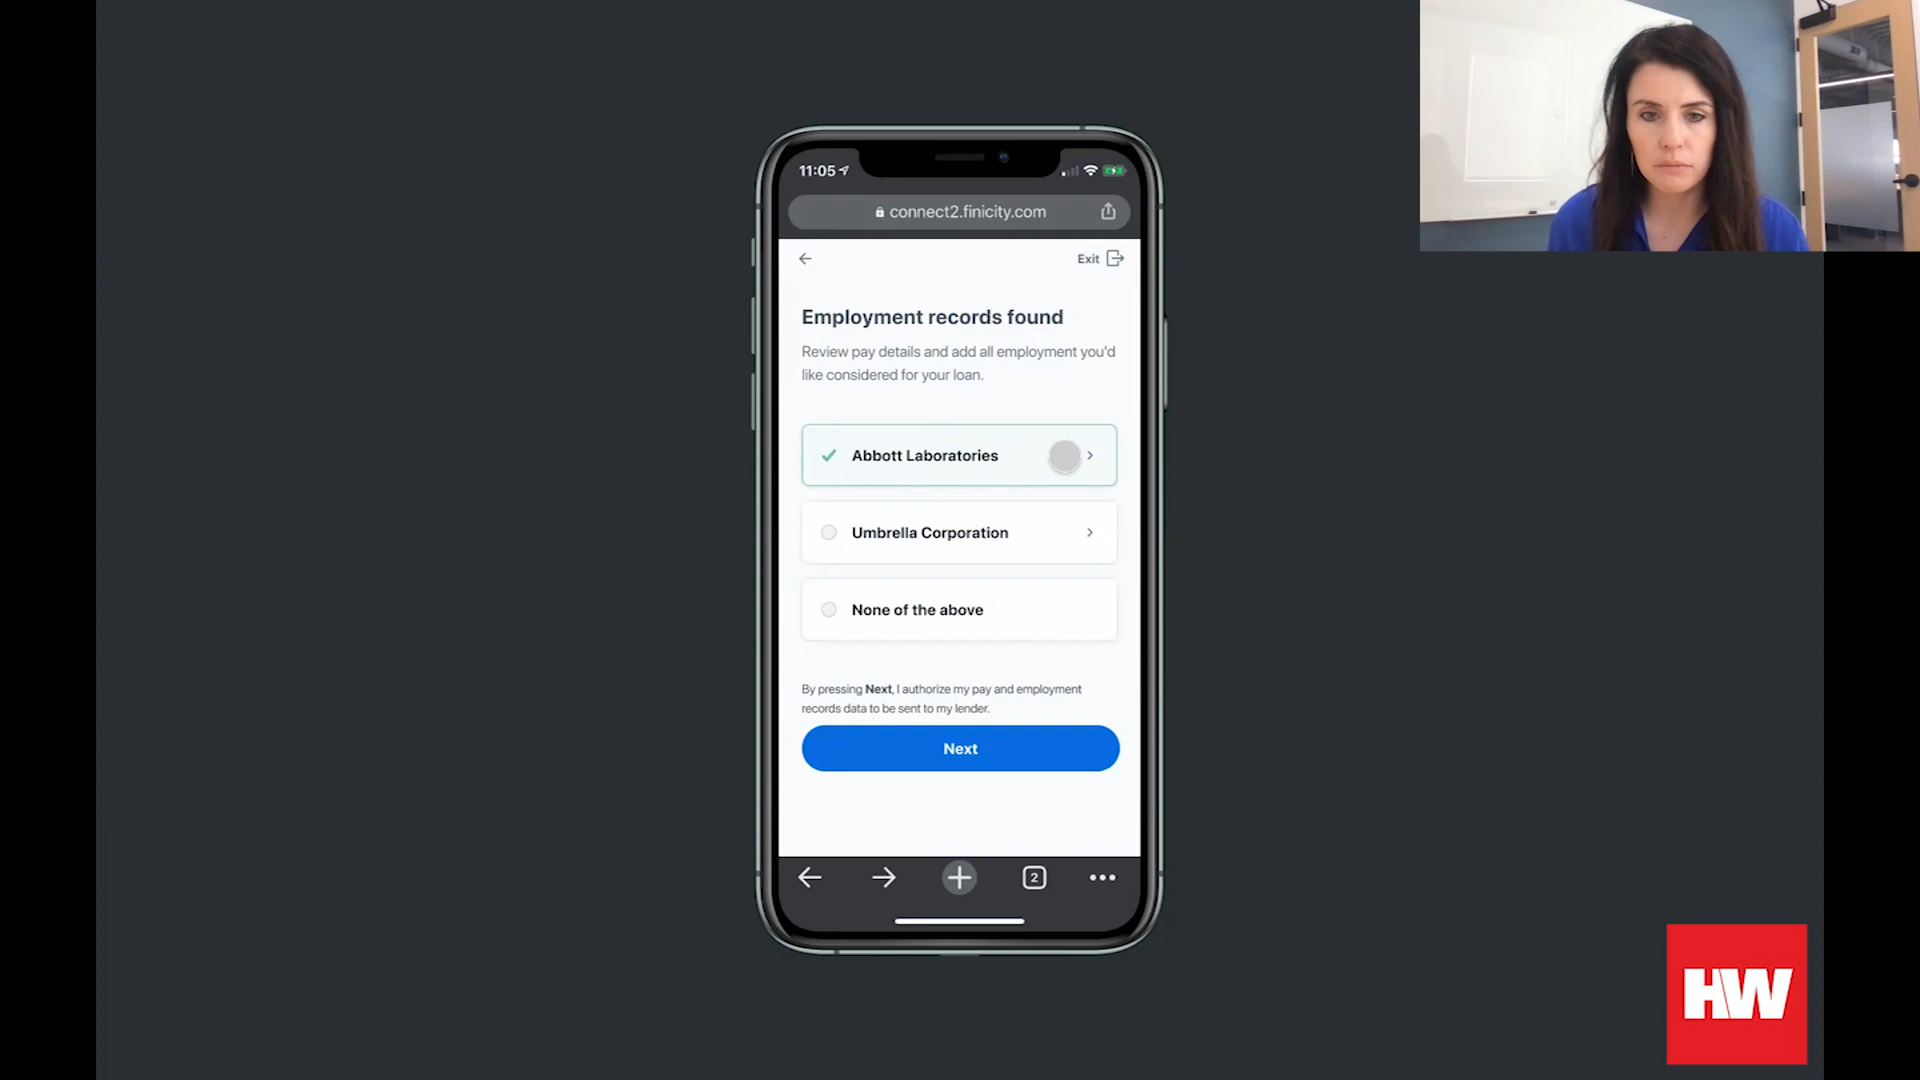 11:05
connect2.finicity.com
Exit
Employment records found
Review pay details and add all employment you'd
like considered for your loan.
Abbott Laboratories
Umbrella Corporation
None of the above
By pressing Next, I authorize my pay and employment
records data to be sent to my lender.
Next
2
HW